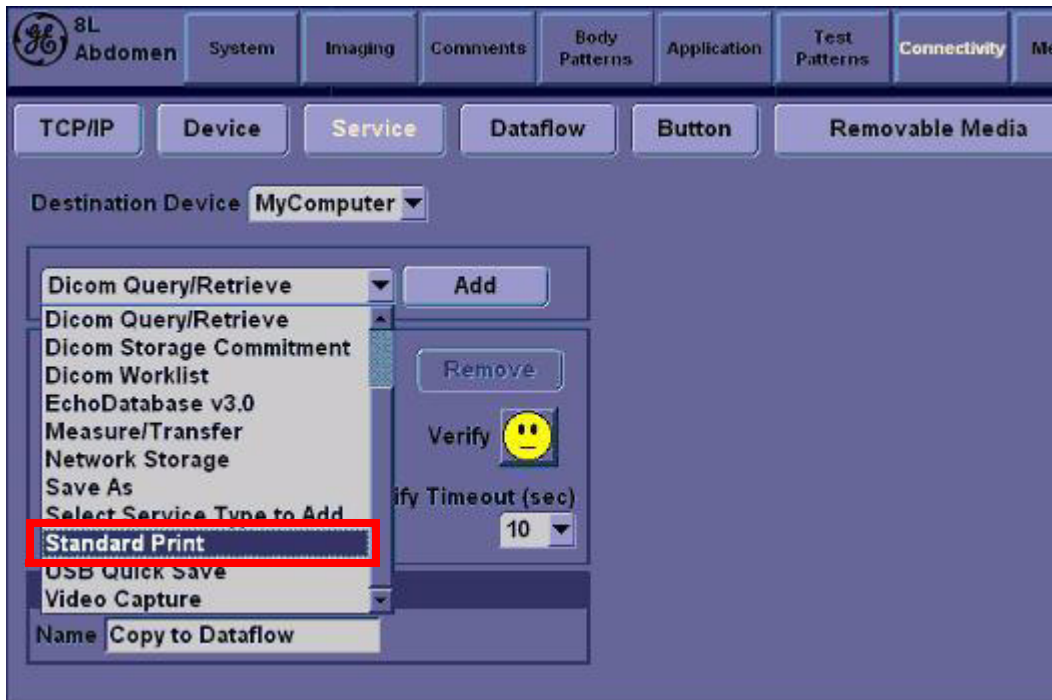 8L
Abdomen
System
Imaging
Comments
Body
Patterns
Application
Test
Patterns
Connectivity
TCP/IP
Device
Service
Dataflow
Button
Removable Media
Destination Device MyComputer
Dicom Query/Retrieve
Add
Dicom Query/Retrieve
Dicom Storage Commitment
Dicom Worklist
EchoDatabase v3.0
Measure/Transfer
Network Storage
Save As
Select Service Type to Add
Standard Print
USB Quick Save
Video Capture
Remove
Verify
ify Timeout (sec)
10
Name Copy to Dataflow